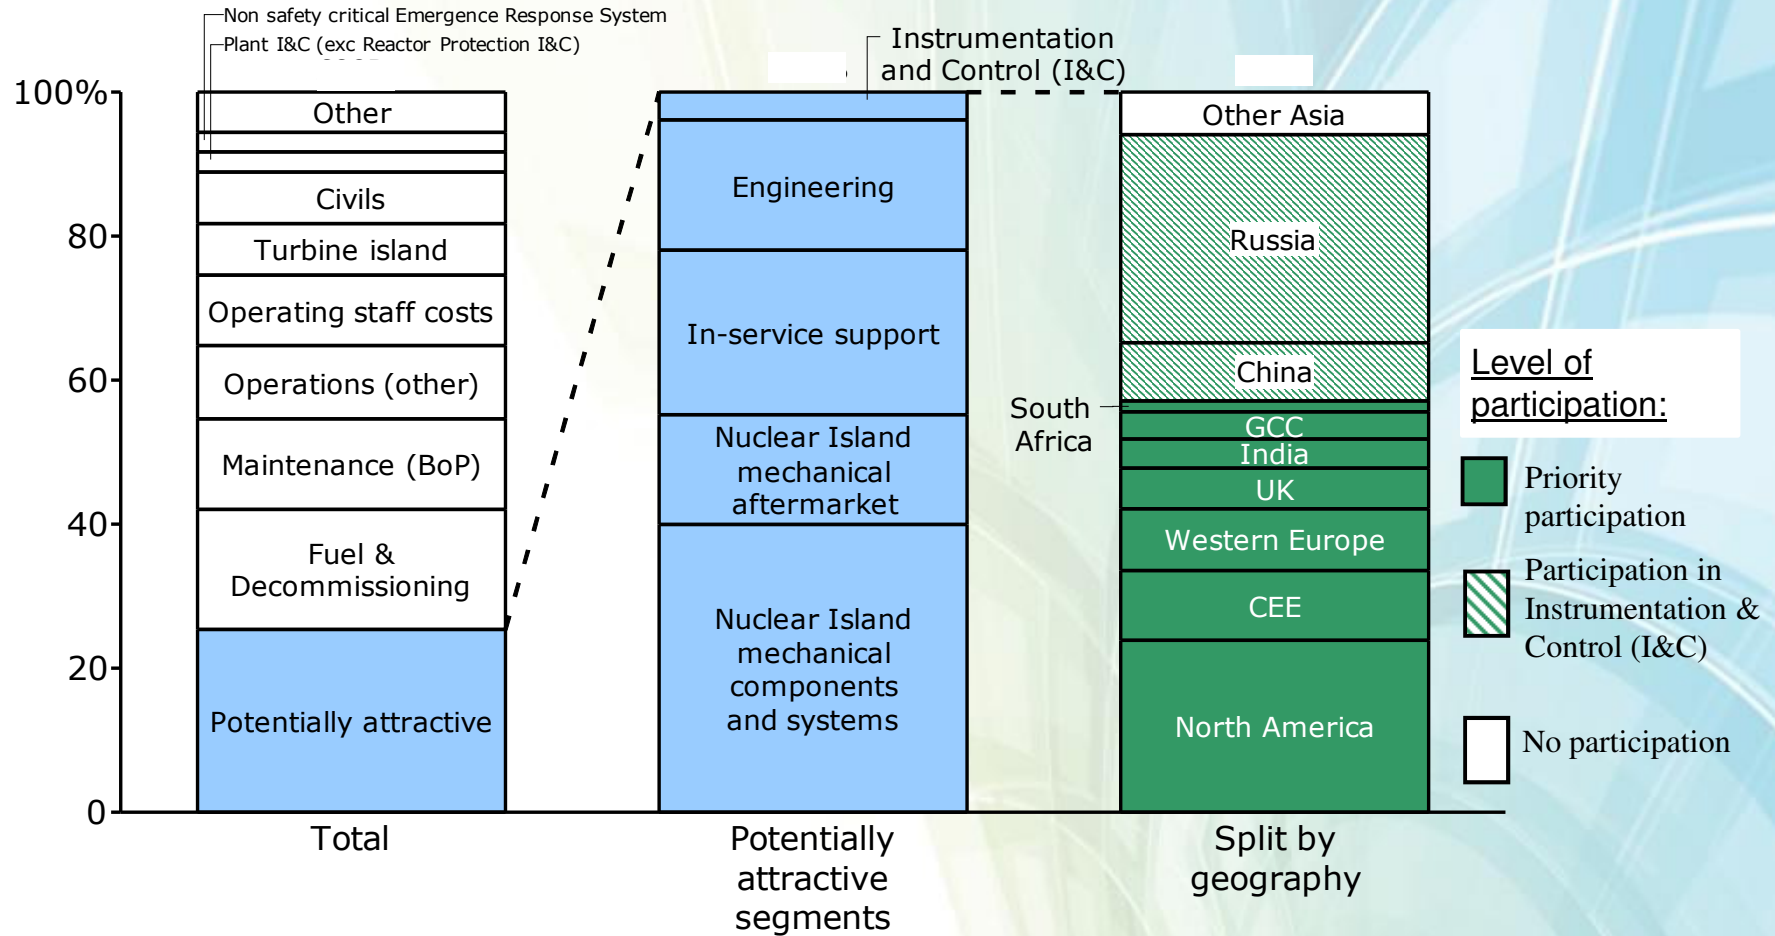 Non safety critical Emergence Response System
Plant I&C (exc Reactor Protection I&C)
Instrumentation
and Control (I&C)
100%
80
60
40
20
0
Other
Civils
Turbine island
Operating staff costs
Operations (other)
Maintenance (BoP)
Fuel &
Decommissioning
Potentially attractive
Total
Engineering
In-service support
Nuclear Island
mechanical
aftermarket
Nuclear Island
mechanical
components
and systems
Potentially
attractive
segments
Other Asia
Russia
China
South
Africa
GCC
India
UK
Western Europe
CEE
North America
Split by
geography
Level of
participation:
Priority
participation
Participation in
Instrumentation &
Control (I&C)
No participation